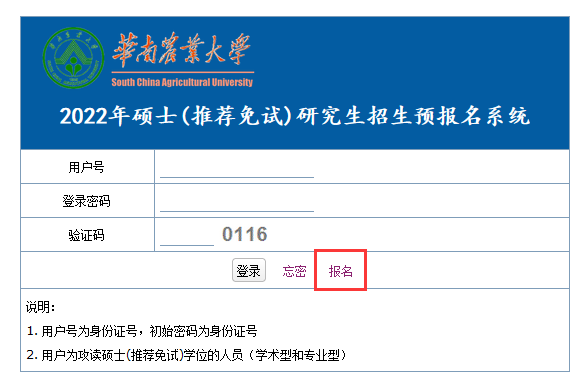 華南農業大學
South China Agricultural University
2022年硕士(推荐免试)研究生招生预报名系统
用户号
登录密码
验证码 0116
登录 忘密 报名
说明:
1. 用户号为身份证号，初始密码为身份证号
2. 用户为攻读硕士(推荐免试)学位的人员（学术型和专业型）